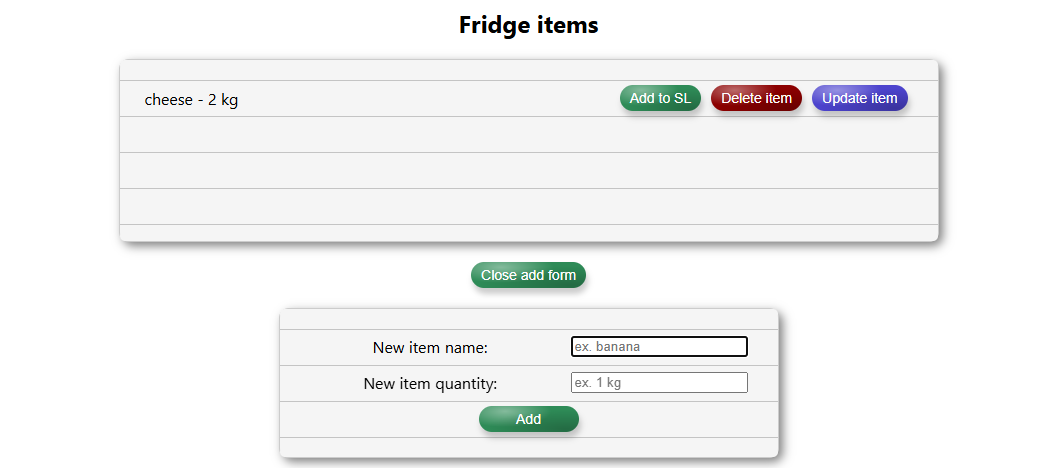 Fridge items
cheese - 2 kg Add to SL Delete item Update item
Close add form
New item name: ex. banana
New item quantity: ex. 1 kg
Add